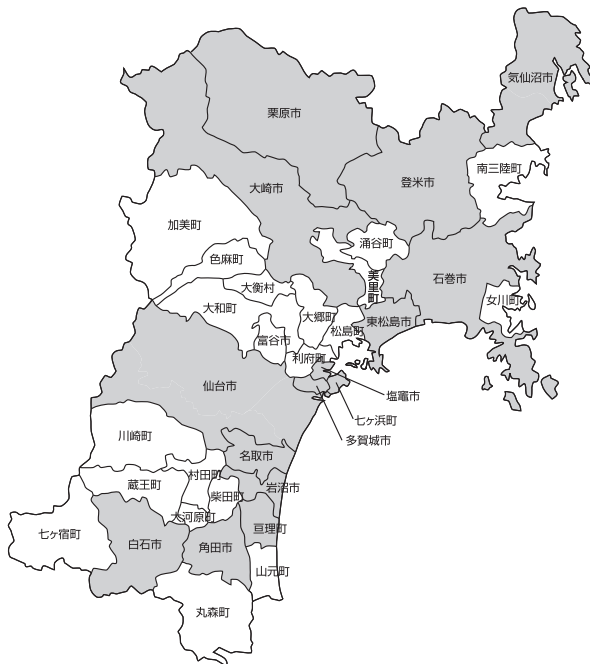 気仙沼市
栗原市
南三陸町
登米市
大崎市
加美町
涌谷町
色麻町
石巻市
美里町
大衡村
女川町
大和町
大郷町
東松島市
松島町
富谷市
利府町
仙台市
塩竈市
七ヶ浜町
川崎町
多賀城市
名取市
村田町
蔵王町
岩沼市
柴田町
大河原町
亘理町
七ヶ宿町
白石市
角田市
山元町
丸森町